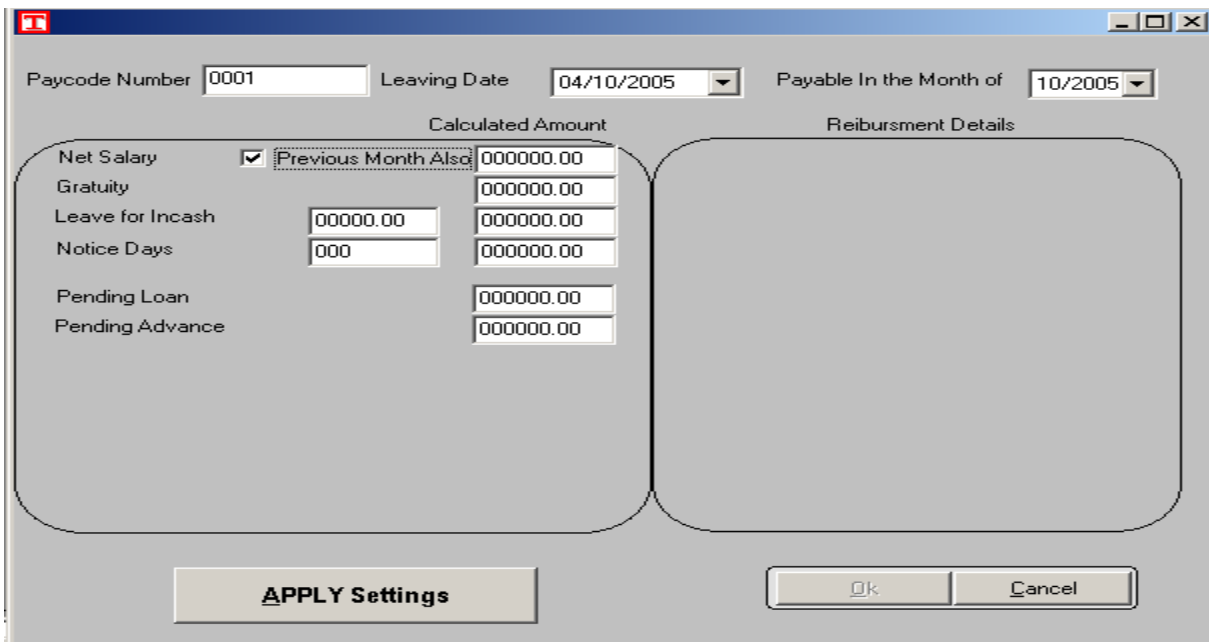 T
Paycode Number 0001 Leaving Date 04/10/2005 Payable In the Month of 10/2005
Calculated Amount Reibursment Details
Net Salary Previous Month Also 000000.00
Gratuity 000000.00
Leave for Incash 00000.00 000000.00
Notice Days 000 000000.00
Pending Loan 000000.00
Pending Advance 000000.00
APPLY Settings Ok Cancel